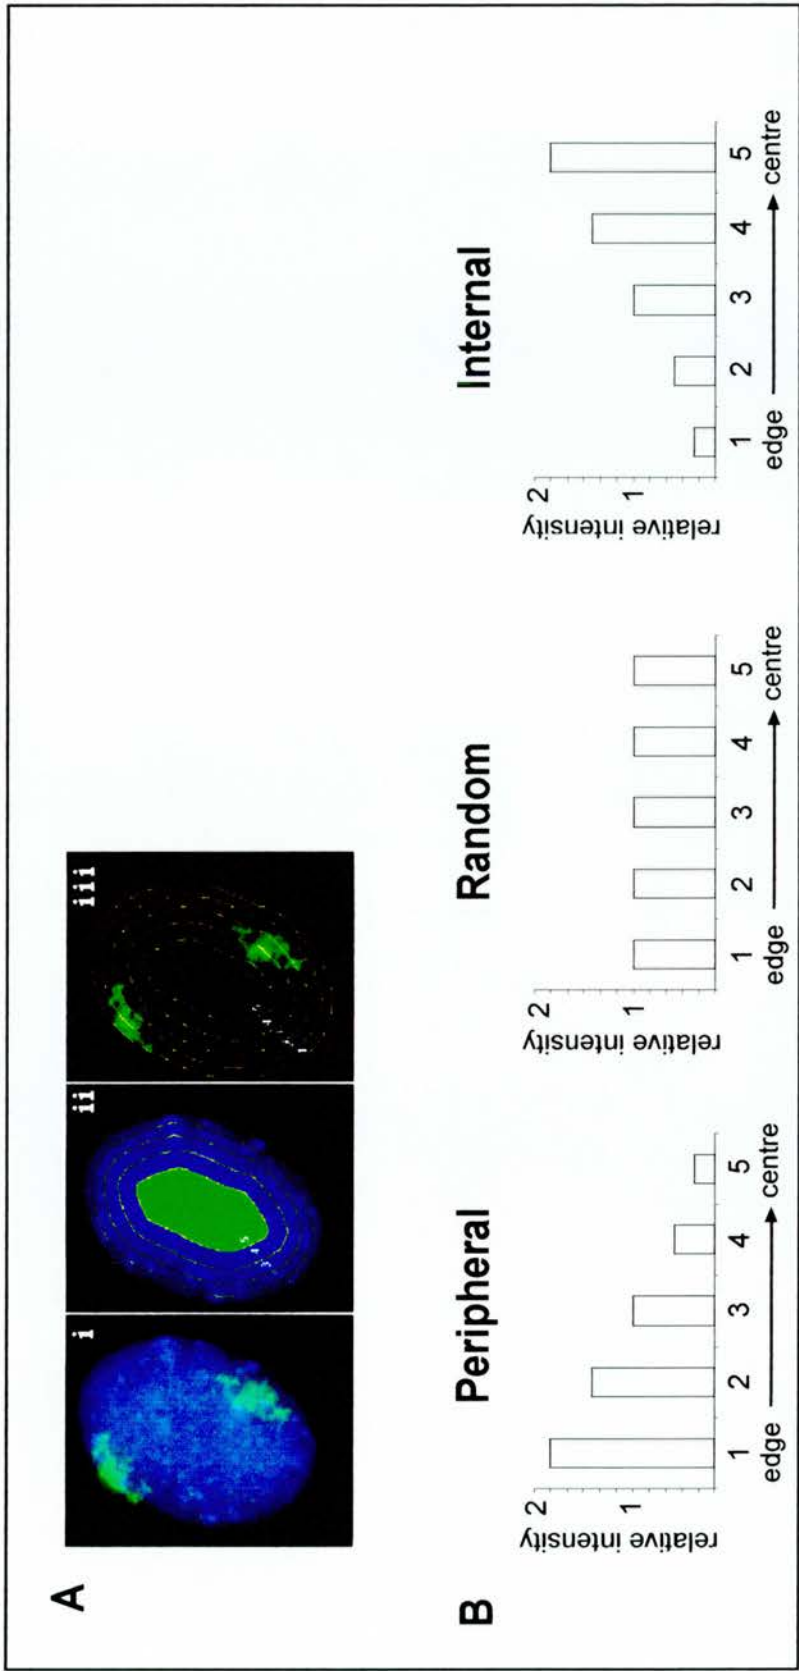 A
i
ii
iii
B
Peripheral
relative intensity
2
1
1 2 3 4 5
edge centre
Random
relative intensity
2
1
1 2 3 4 5
edge centre
Internal
relative intensity
2
1
1 2 3 4 5
edge centre